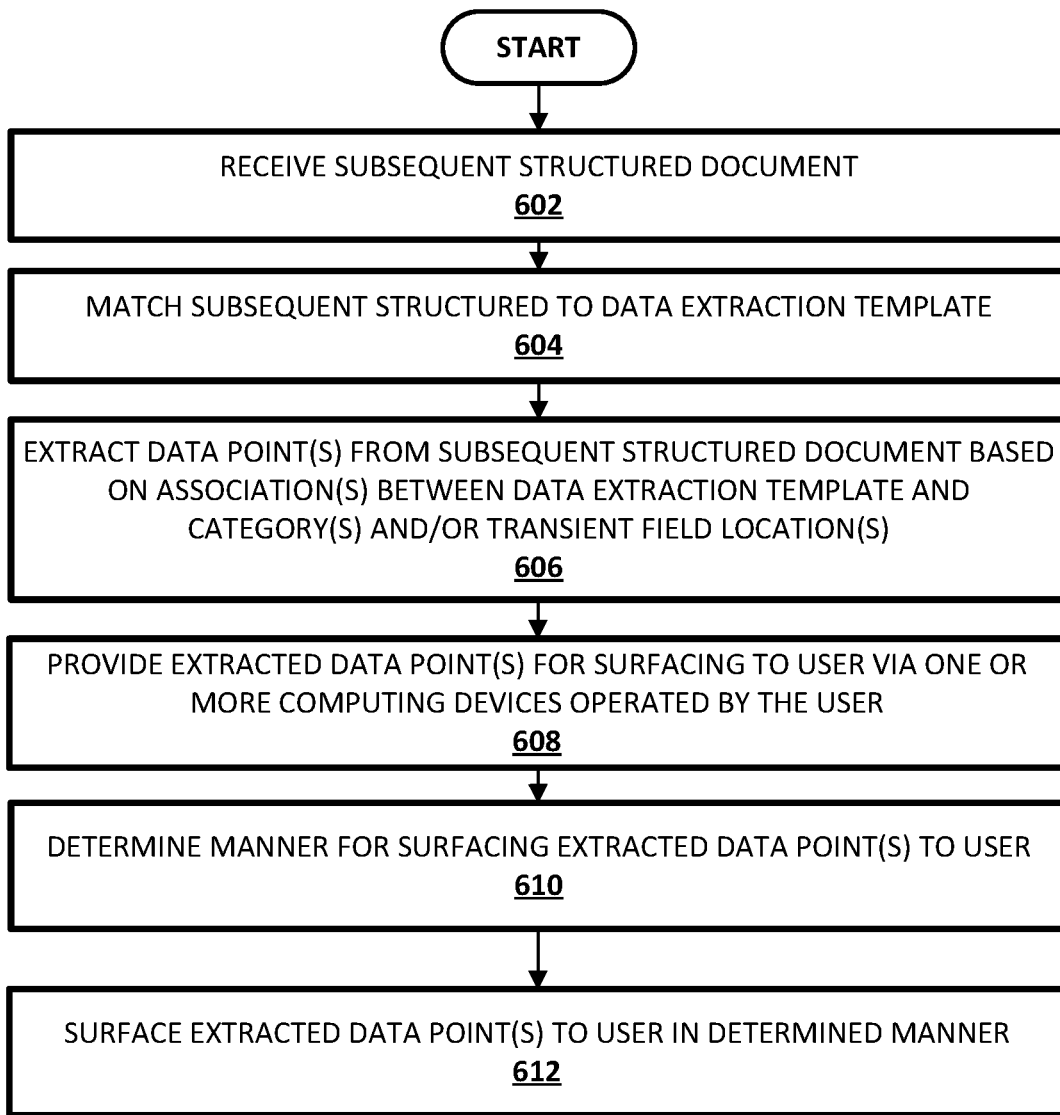 START
RECEIVE SUBSEQUENT STRUCTURED DOCUMENT
602
MATCH SUBSEQUENT STRUCTURED TO DATA EXTRACTION TEMPLATE
604
EXTRACT DATA POINT(S) FROM SUBSEQUENT STRUCTURED DOCUMENT BASED
ON ASSOCIATION(S) BETWEEN DATA EXTRACTION TEMPLATE AND
CATEGORY(S) AND/OR TRANSIENT FIELD LOCATION(S)
606
PROVIDE EXTRACTED DATA POINT(S) FOR SURFACING TO USER VIA ONE OR
MORE COMPUTING DEVICES OPERATED BY THE USER
608
DETERMINE MANNER FOR SURFACING EXTRACTED DATA POINT(S) TO USER
610
SURFACE EXTRACTED DATA POINT(S) TO USER IN DETERMINED MANNER
612